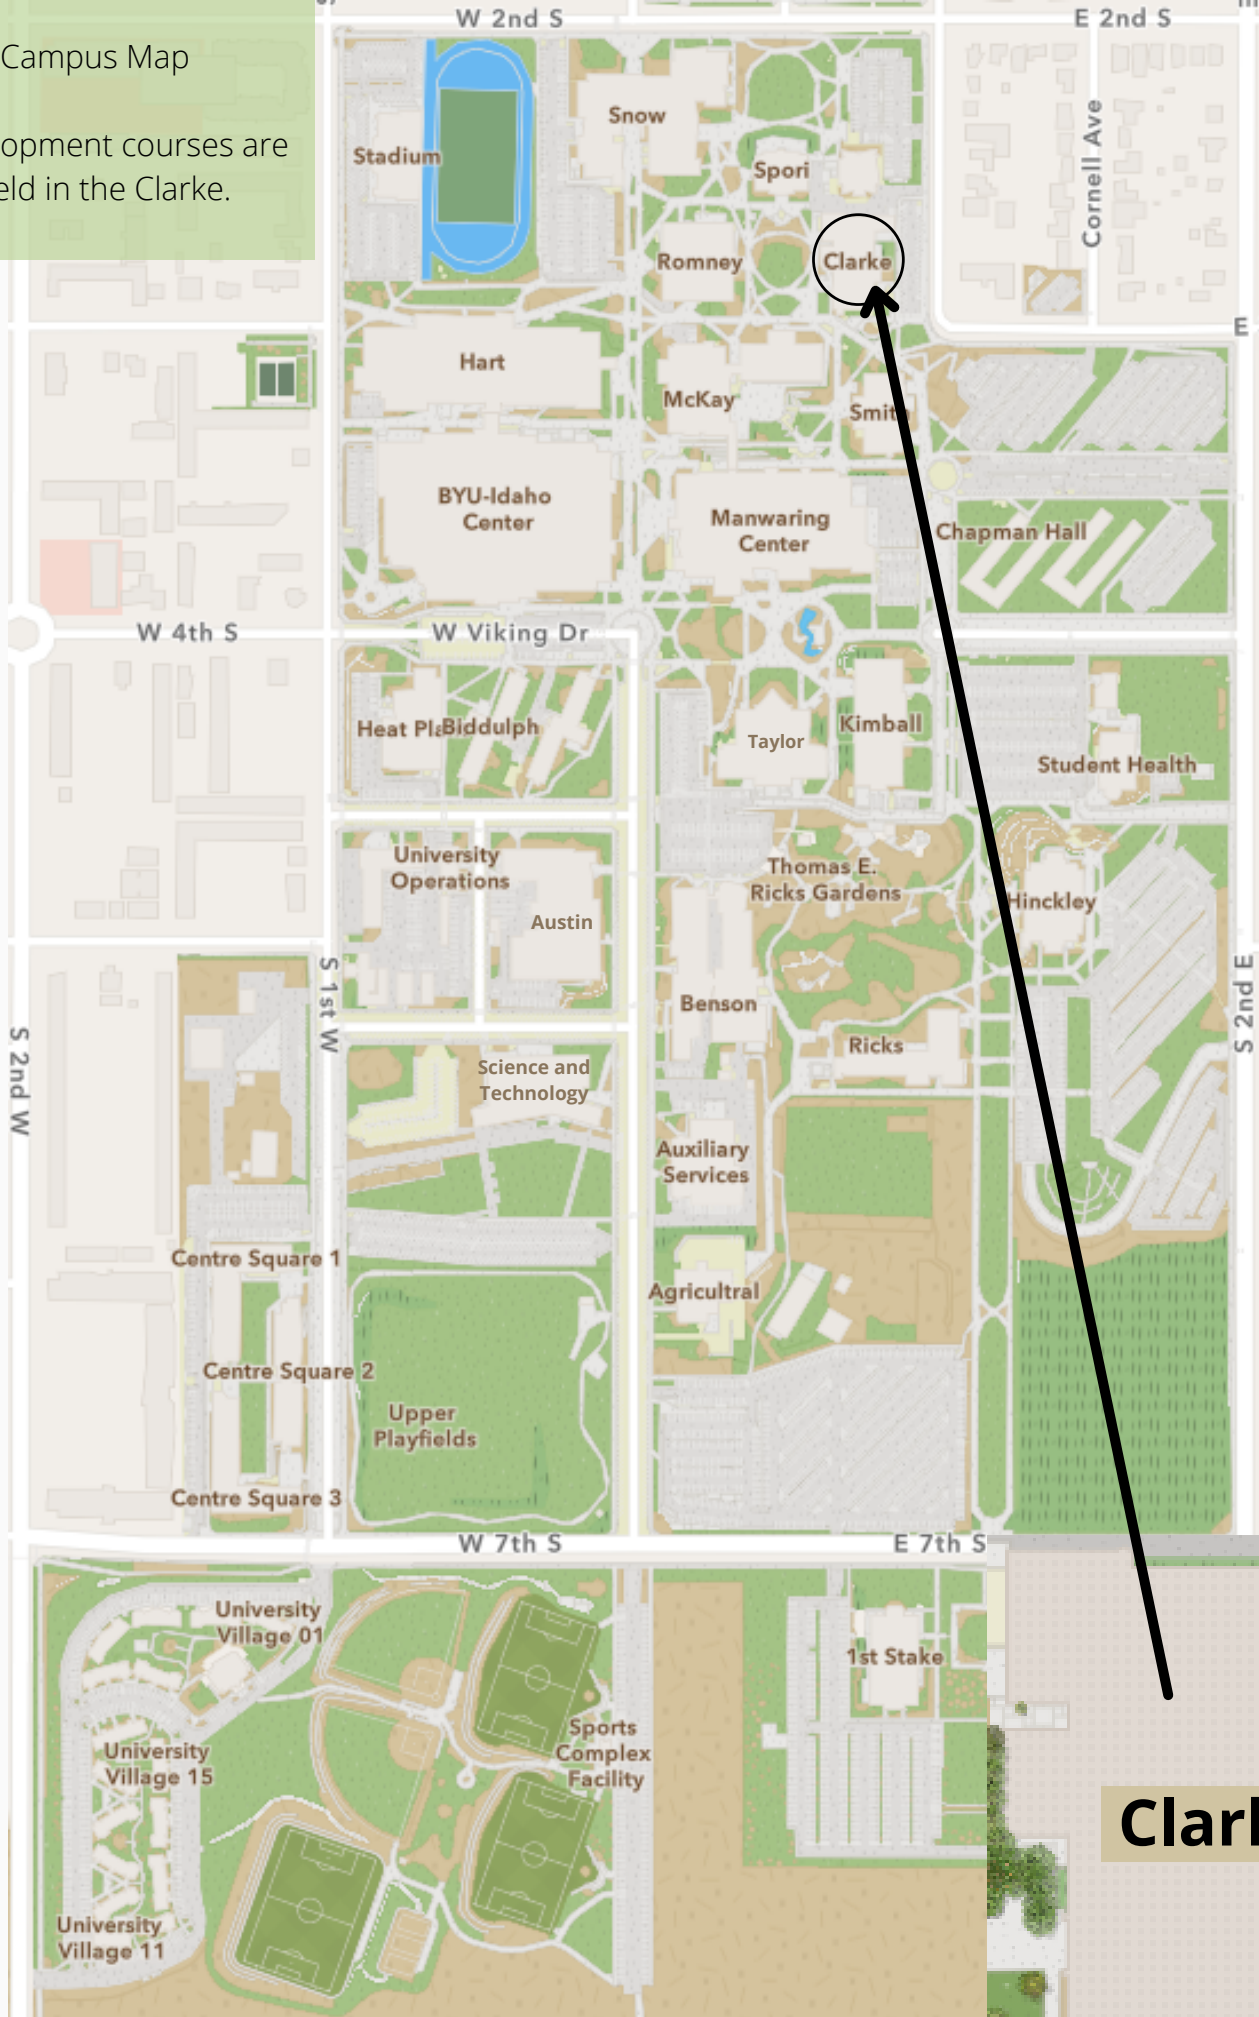 W 2nd S
E 2nd S
Campus Map
opment courses are
eld in the Clarke.
Cornell Ave
Snow
Stadium
Spori
Romney
Clarke
E
Hart
McKay
Smith
BYU-Idaho
Center
Manwaring
Center
Chapman Hall
W 4th S
W Viking Dr
Heat Pla
Biddulph
Taylor
Kimball
Student Health
University
Operations
Thomas E.
Ricks Gardens
Austin
Hinckley
S 1st W
S 2nd E
Benson
S 2nd W
Ricks
Science and
Technology
Auxiliary
Services
Centre Square 1
Agricultral
Centre Square 2
Upper
Playfields
Centre Square 3
W 7th S
E 7th S
University
Village 01
1st Stake
Sports
Complex
Facility
University
Village 15
Clark
University
Village 11